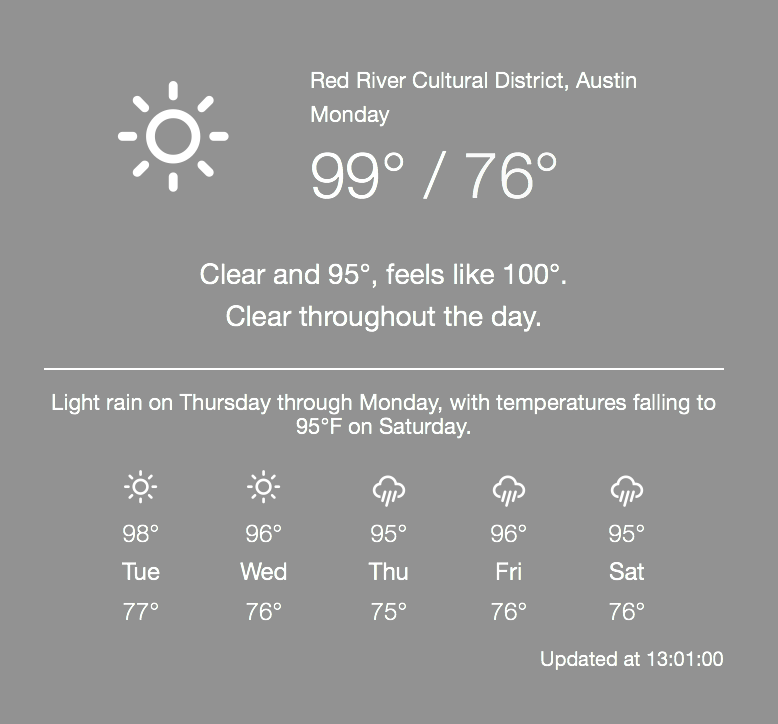 Red River Cultural District, Austin
Monday
99° / 76°
Clear and 95°, feels like 100°.
Clear throughout the day.
Light rain on Thursday through Monday, with temperatures falling to
95°F on Saturday.
98° 96° 95° 96° 95°
Tue Wed Thu Fri Sat
77° 76° 75° 76° 76°
Updated at 13:01:00